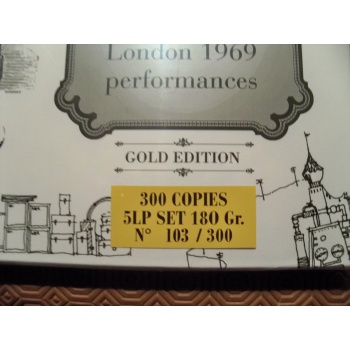 London 1969
performances
GOLD EDITION
300 COPIES
5LP SET 180 Gr.
N° 103 / 300